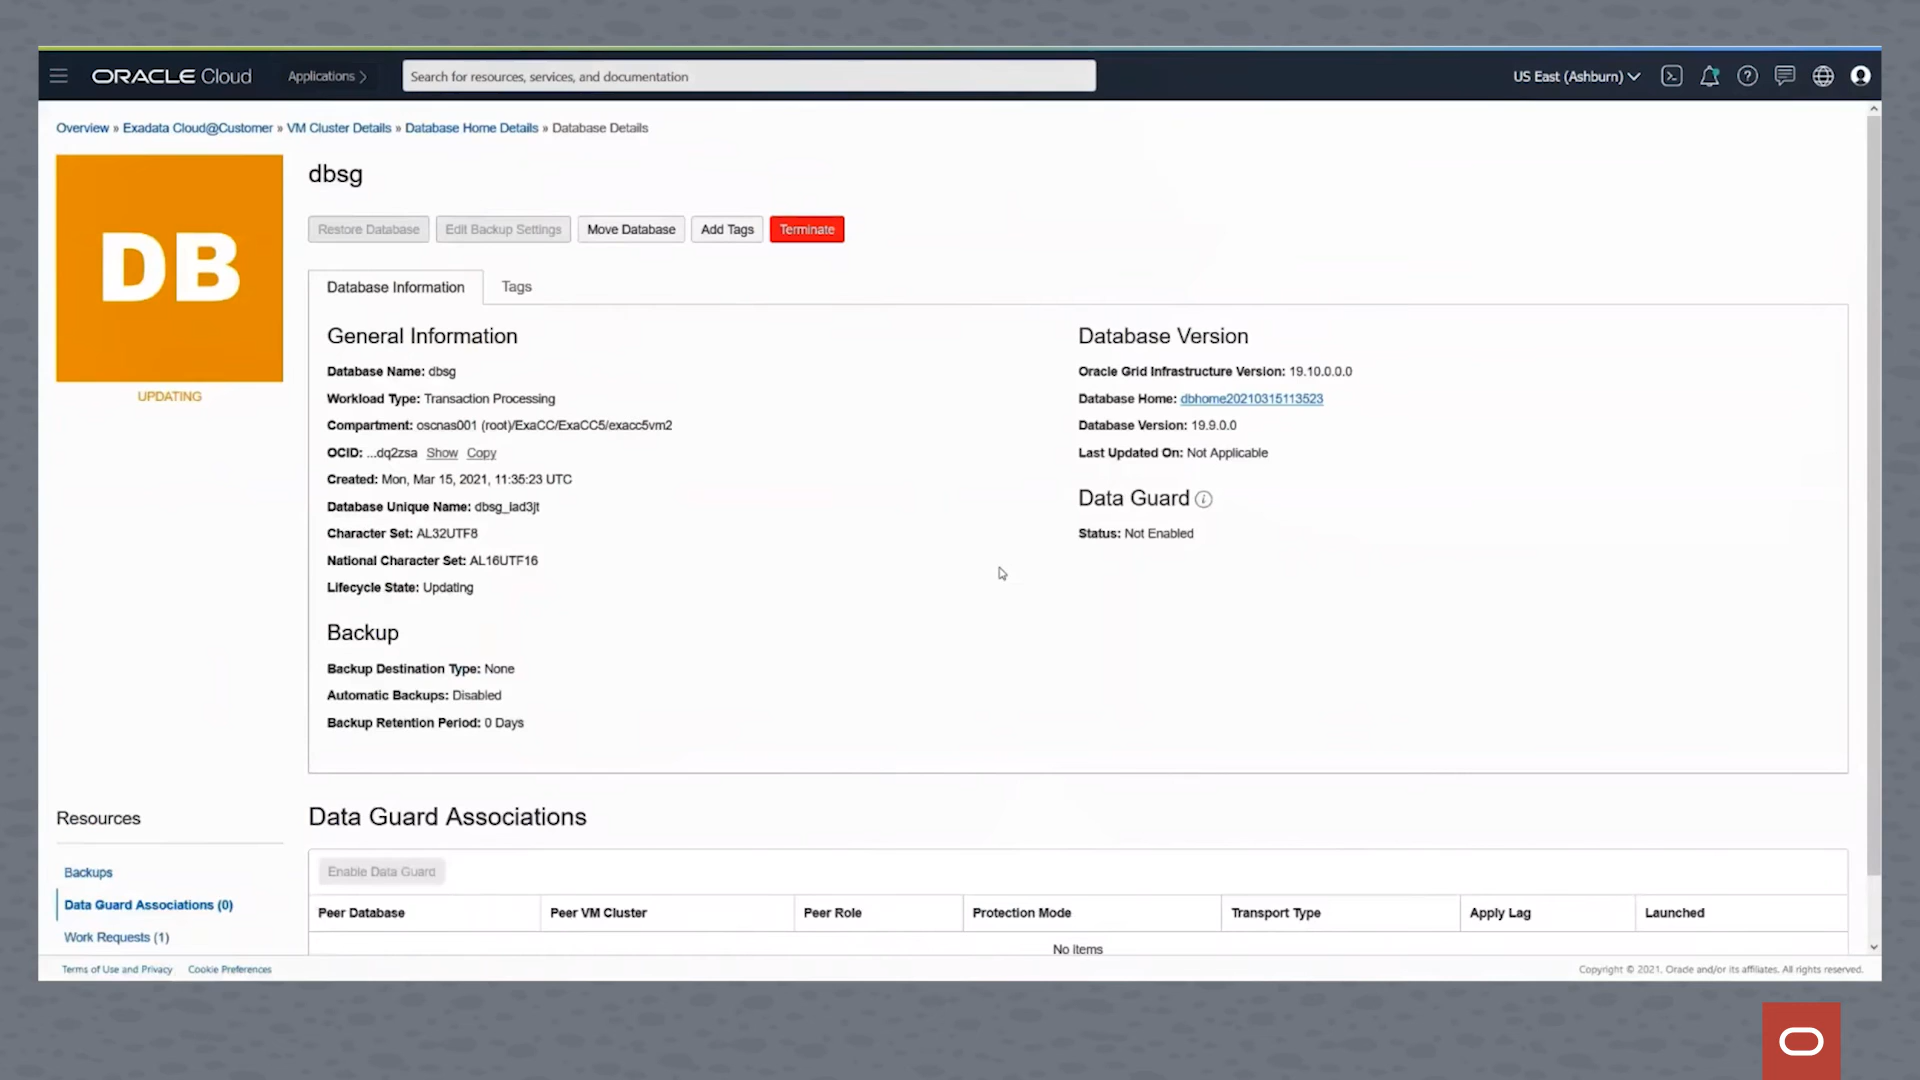 ORACLE Cloud Applications Search for resources, services, and documentation US East (Ashburn)
Overview » Exadata Cloud@Customer » VM Cluster Details » Database Home Details » Database Details
DB
UPDATING
dbsg
Restore Database Edit Backup Settings Move Database Add Tags Terminate
Database Information Tags
General Information
Database Name: dbsg
Workload Type: Transaction Processing
Compartment: oscnas001 (root)/ExaCC/ExaCC5/exacc5vm2
OCID: ...dq2zsa Show Copy
Created: Mon, Mar 15, 2021, 11:35:23 UTC
Database Unique Name: dbsg_lad3jt
Character Set: AL32UTF8
National Character Set: AL16UTF16
Lifecycle State: Updating
Backup
Backup Destination Type: None
Automatic Backups: Disabled
Backup Retention Period: 0 Days
Database Version
Oracle Grid Infrastructure Version: 19.10.0.0.0
Database Home: dbhome20210315113523
Database Version: 19.9.0.0
Last Updated On: Not Applicable
Data Guard
Status: Not Enabled
Resources
Backups
Data Guard Associations (0)
Work Requests (1)
Data Guard Associations
Enable Data Guard
Peer Database Peer VM Cluster Peer Role Protection Mode Transport Type Apply Lag Launched
No items
Terms of Use and Privacy Cookie Preferences Copyright © 2021, Oracle and/or its affiliates. All rights reserved.